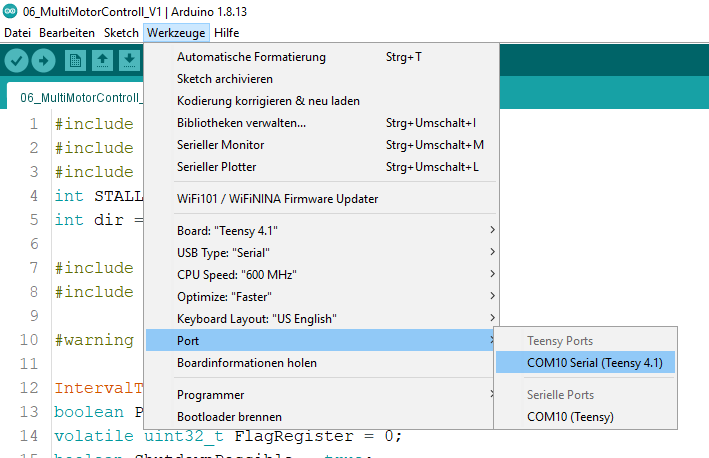 06_MultiMotorControll_V1 | Arduino 1.8.13
Datei Bearbeiten Sketch Werkzeuge Hilfe
06_MultiMotorControll_
Automatische Formatierung Strg+T
Sketch archivieren
Kodierung korrigieren & neu laden
Bibliotheken verwalten... Strg+Umschalt+I
Serieller Monitor Strg+Umschalt+M
Serieller Plotter Strg+Umschalt+L
WiFi101 / WiFiNINA Firmware Updater
Board: "Teensy 4.1"
USB Type: "Serial"
CPU Speed: "600 MHz"
Optimize: "Faster"
Keyboard Layout: "US English"
Port
Boardinformationen holen
Programmer
Bootloader brennen
Teensy Ports
COM10 Serial (Teensy 4.1)
Serielle Ports
COM10 (Teensy)
1 #include
2 #include
3 #include
4 int STALL
5 int dir =
6
7 #include
8 #include
9
10 #warning
11
12 IntervalT
13 boolean P
14 volatile uint32_t FlagRegister = 0;
15 boolean ShutdownPossible = true;